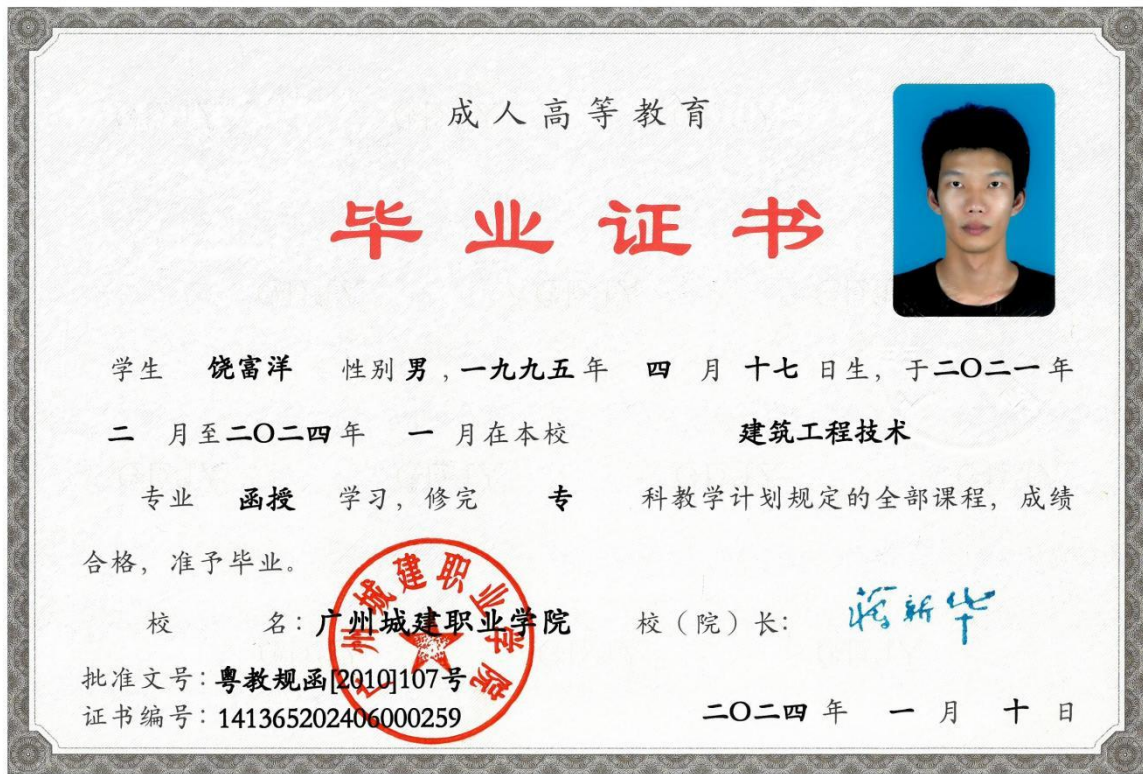 成人高等教育
毕业证书
学生 饶富洋 性别 男，一九九五年 四 月 十七 日生，于二〇二一年
二 月至二〇二四年 一 月在本校 建筑工程技术
专业 函授 学习，修完 专 科教学计划规定的全部课程，成绩
合格，准予毕业。
校 名：广州城建职业学院 校（院）长：蒋新华
批准文号：粤教规函[2010]107号
证书编号：141365202406000259 二〇二四 年 一 月 十 日
广州城建职业学院